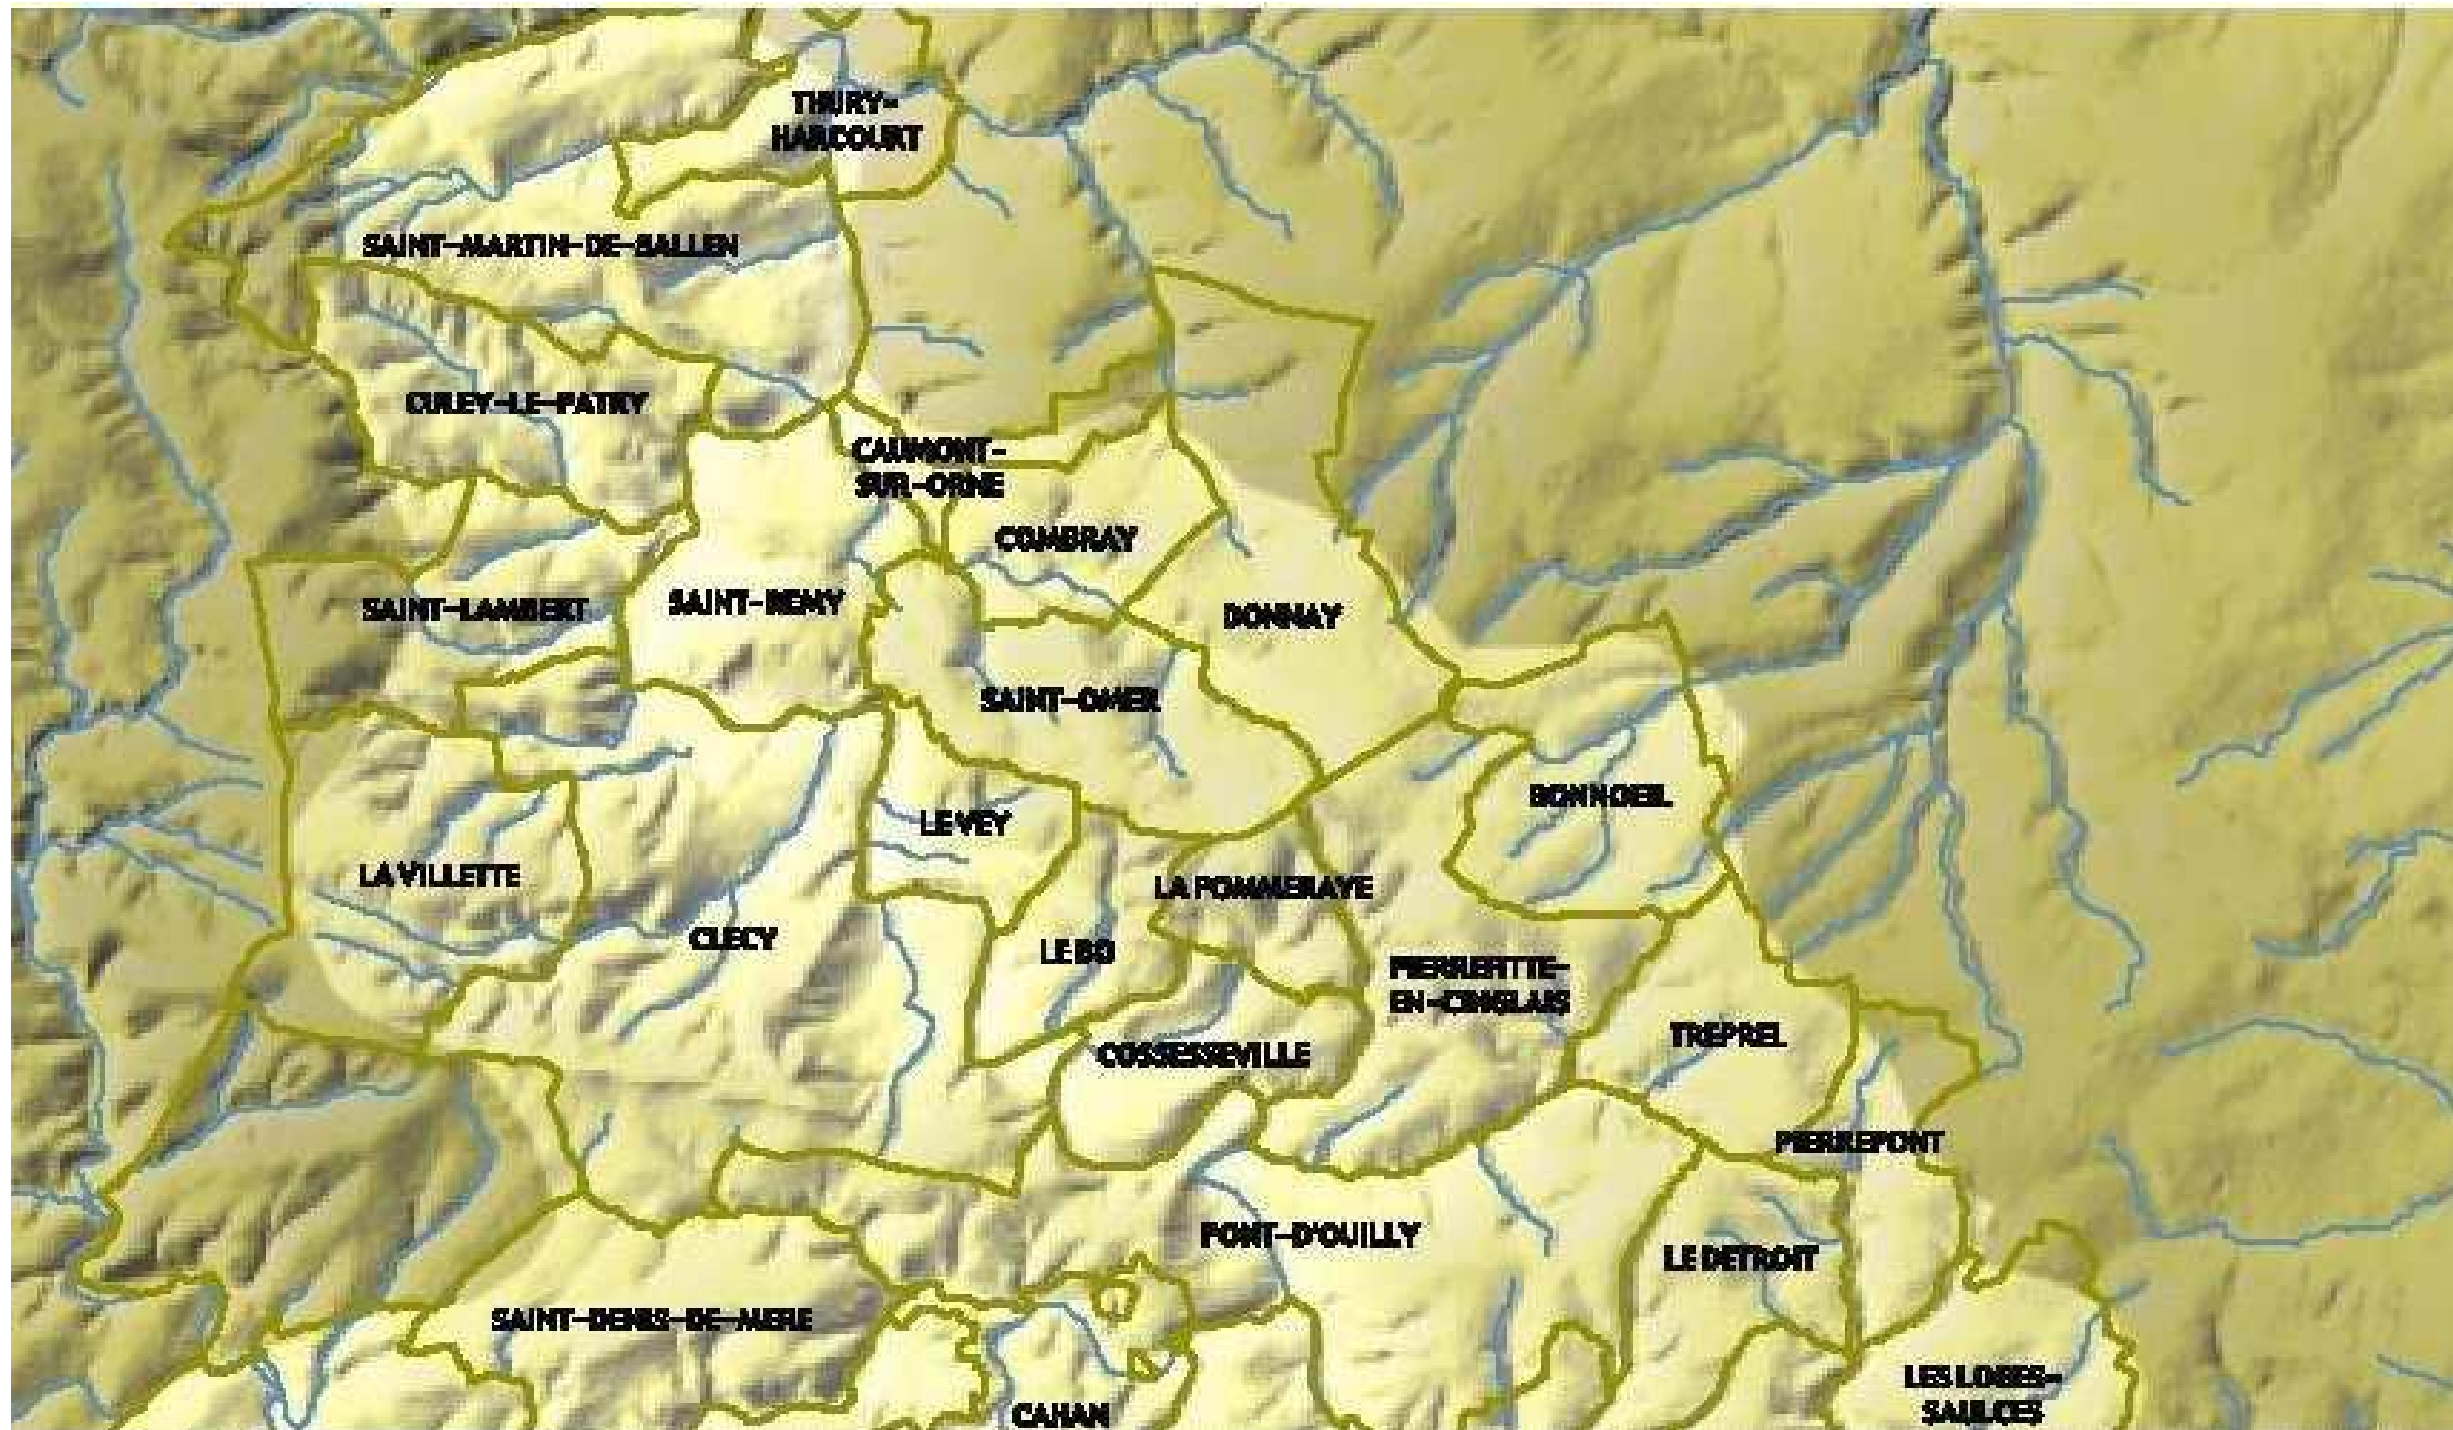 THURY-
HARCOURT
SAINT-MARTIN-DE-SALLEN
CULEY-LE-PATRY
CAUMONT-
SUR-ORNE
COMBRAY
SAINT-LAMBERT
SAINT-REMY
DONNAY
SAINT-OMER
BONNOEIL
LE VEY
LA VILLETTE
LA POMMERAYE
CLECY
LE BO
PIERREFITTE-
EN-CINGLAIS
TREPREL
COSSESSEVILLE
PIERREPONT
PONT-D'OUILLY
LE DETROIT
SAINT-DENIS-DE-MERE
LES LOGES-
SAULCES
CAHAN